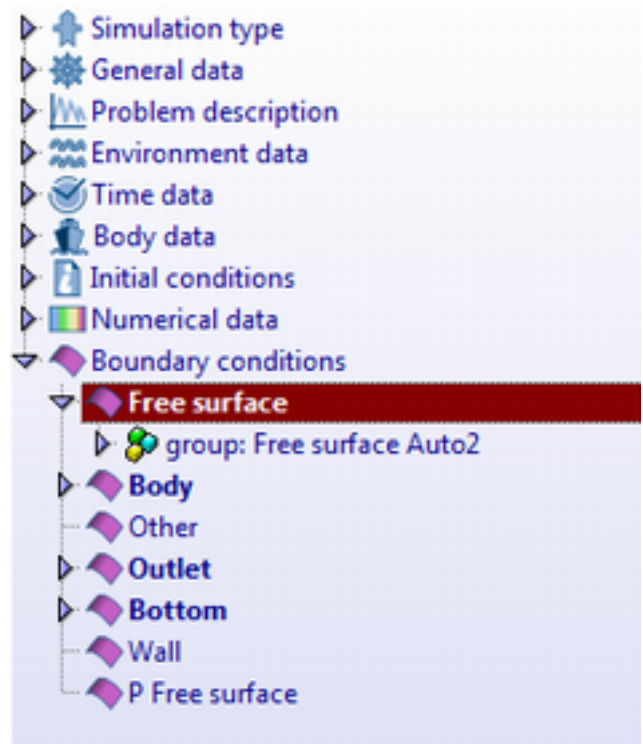 Simulation type
General data
Problem description
Environment data
Time data
Body data
Initial conditions
Numerical data
Boundary conditions
Free surface
group: Free surface Auto2
Body
Other
Outlet
Bottom
Wall
P Free surface